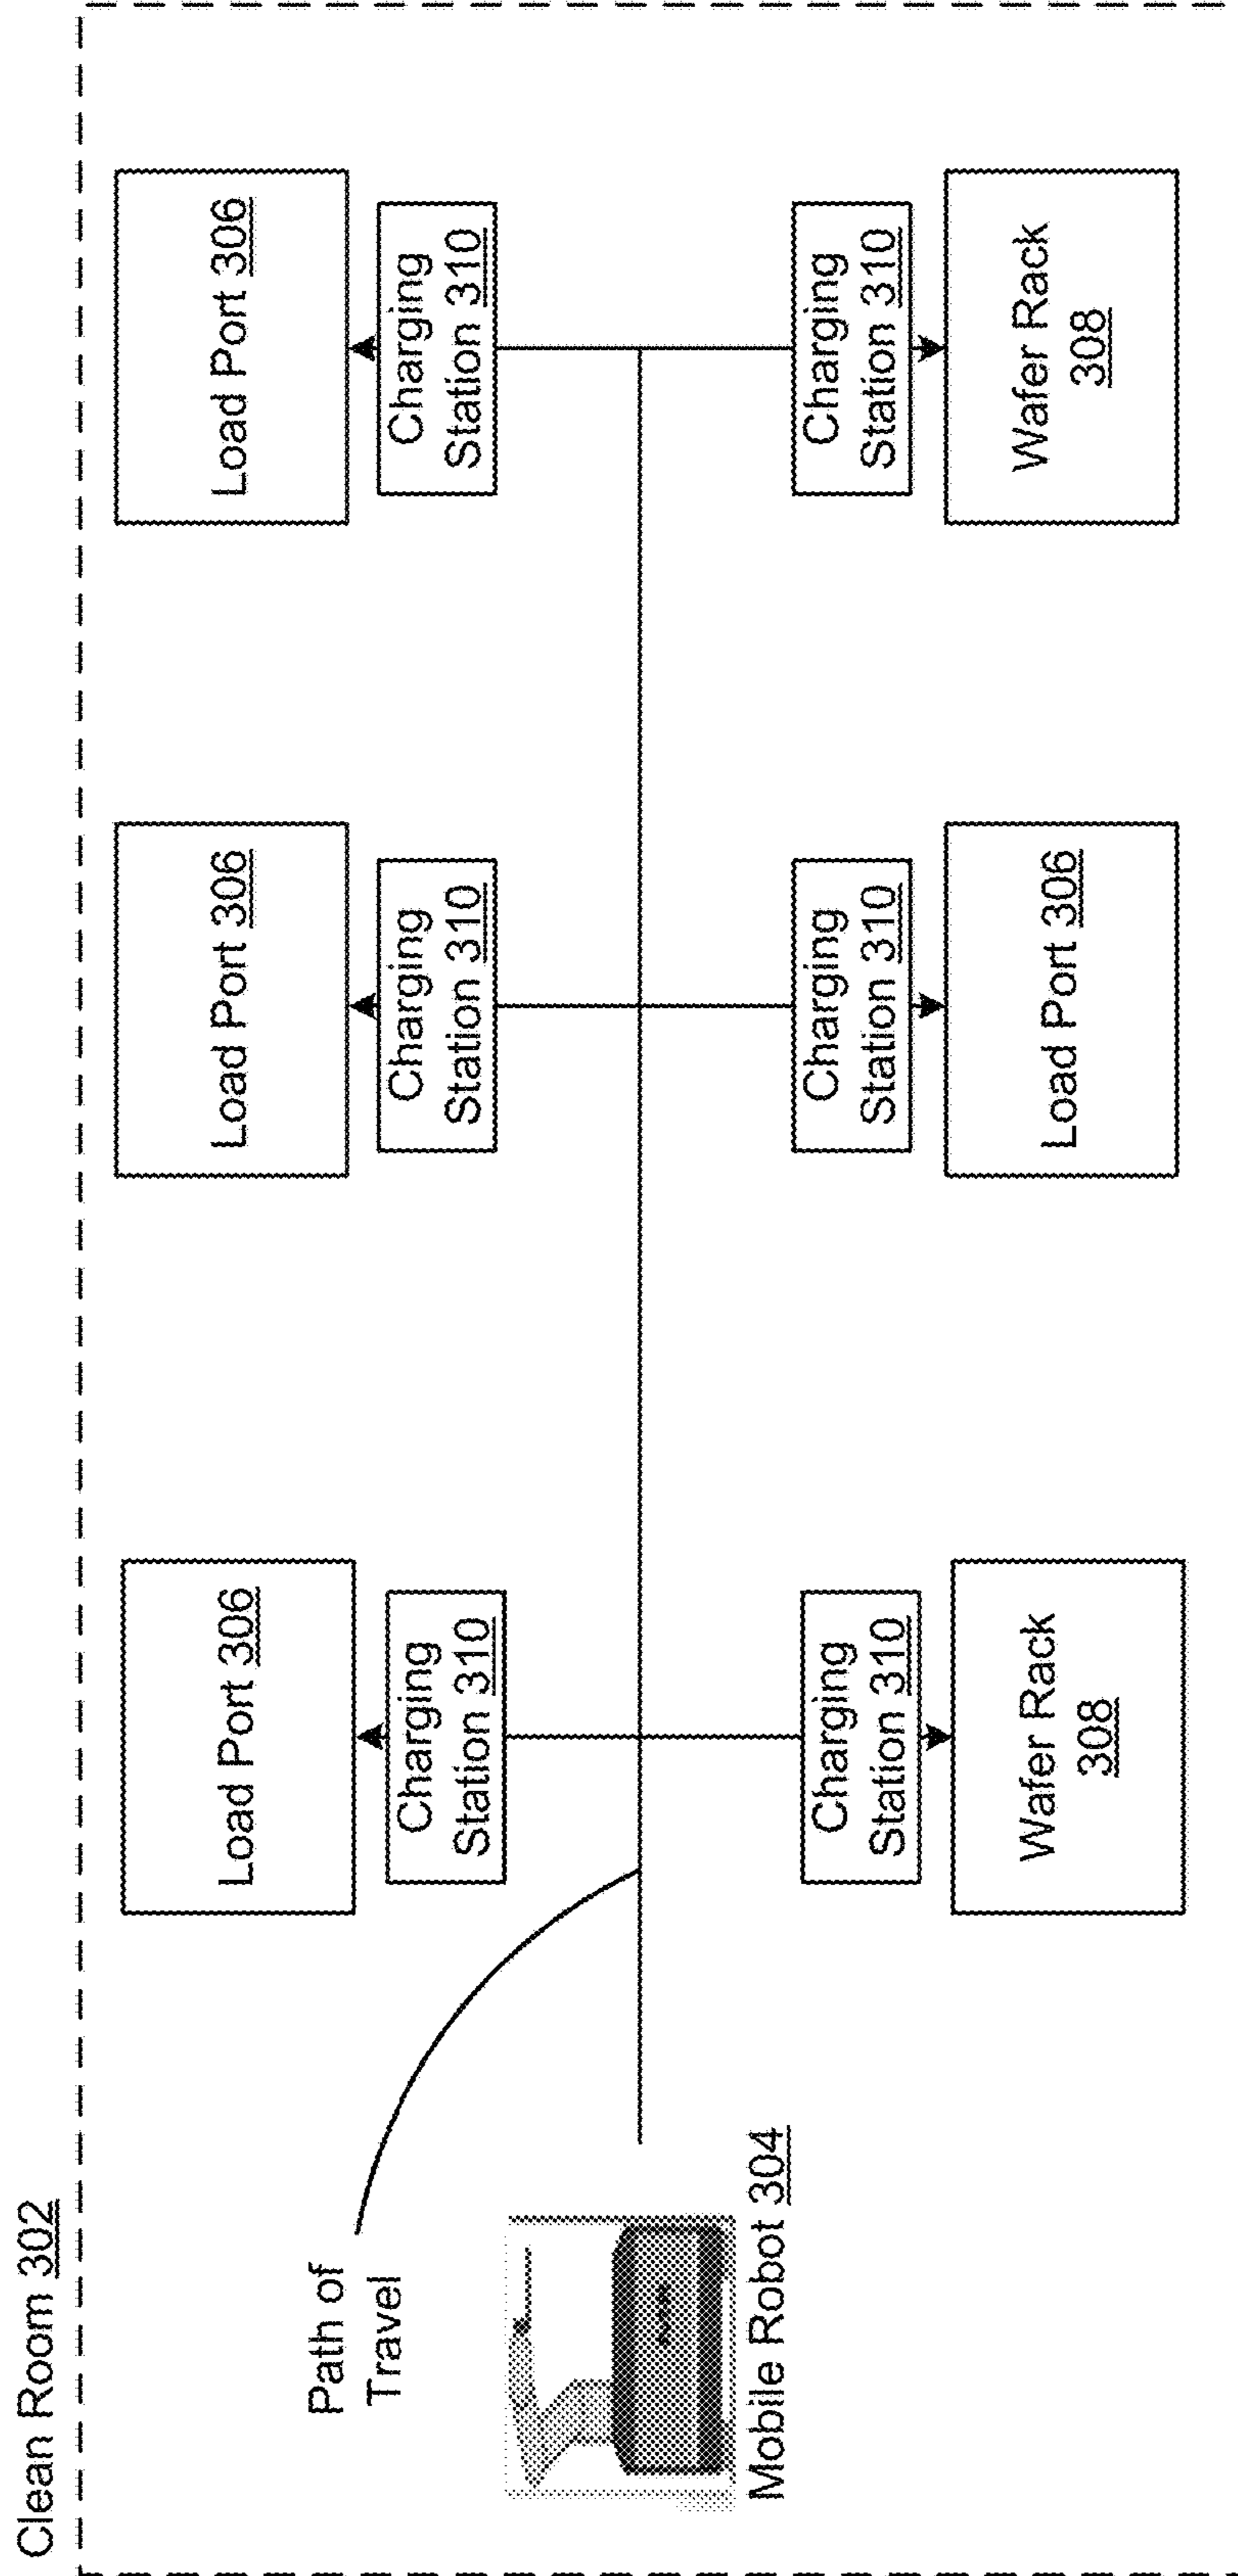 Clean Room 302
Load Port 306
Load Port 306
Load Port 306
Charging
Station 310
Charging
Station 310
Charging
Station 310
Path of
Travel
Mobile Robot 304
Charging
Station 310
Charging
Station 310
Charging
Station 310
Wafer Rack
308
Load Port 306
Wafer Rack
308